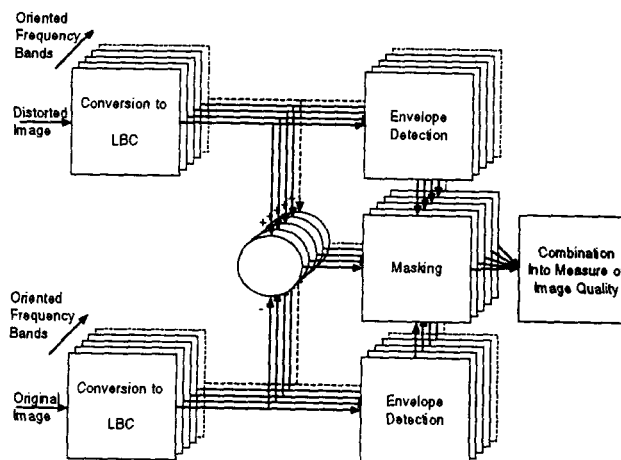 Oriented
Frequency
Bands
Distorted
Image
Conversion to
LBC
Envelope
Detection
+
+
+
+
-
Masking
Combination
Into Measure of
Image Quality
Oriented
Frequency
Bands
Original
Image
Conversion to
LBC
Envelope
Detection